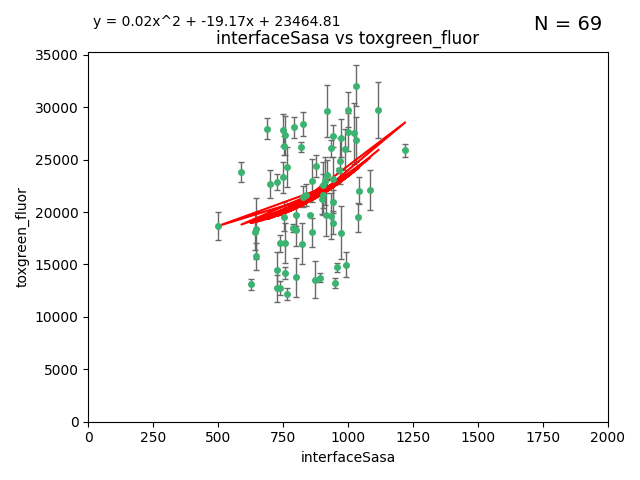 y = 0.02x^2 + -19.17x + 23464.81
N = 69
interfaceSasa vs toxgreen_fluor
toxgreen_fluor
35000
30000
25000
20000
15000
10000
5000
0
0 250 500 750 1000 1250 1500 1750 2000
interfaceSasa